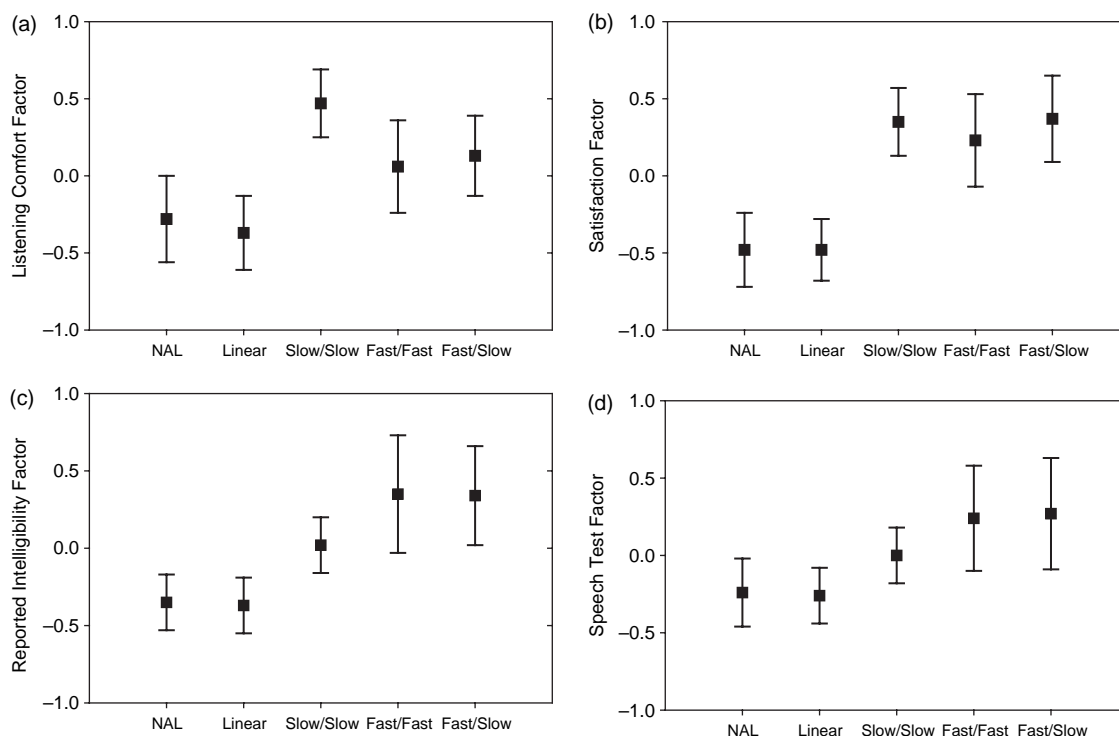 (a)
Listening Comfort Factor
1.0
0.5
0.0
–0.5
–1.0
NAL Linear Slow/Slow Fast/Fast Fast/Slow
(b)
Satisfaction Factor
1.0
0.5
0.0
–0.5
–1.0
NAL Linear Slow/Slow Fast/Fast Fast/Slow
(c)
Reported Intelligibility Factor
1.0
0.5
0.0
–0.5
–1.0
NAL Linear Slow/Slow Fast/Fast Fast/Slow
(d)
Speech Test Factor
1.0
0.5
0.0
–0.5
–1.0
NAL Linear Slow/Slow Fast/Fast Fast/Slow